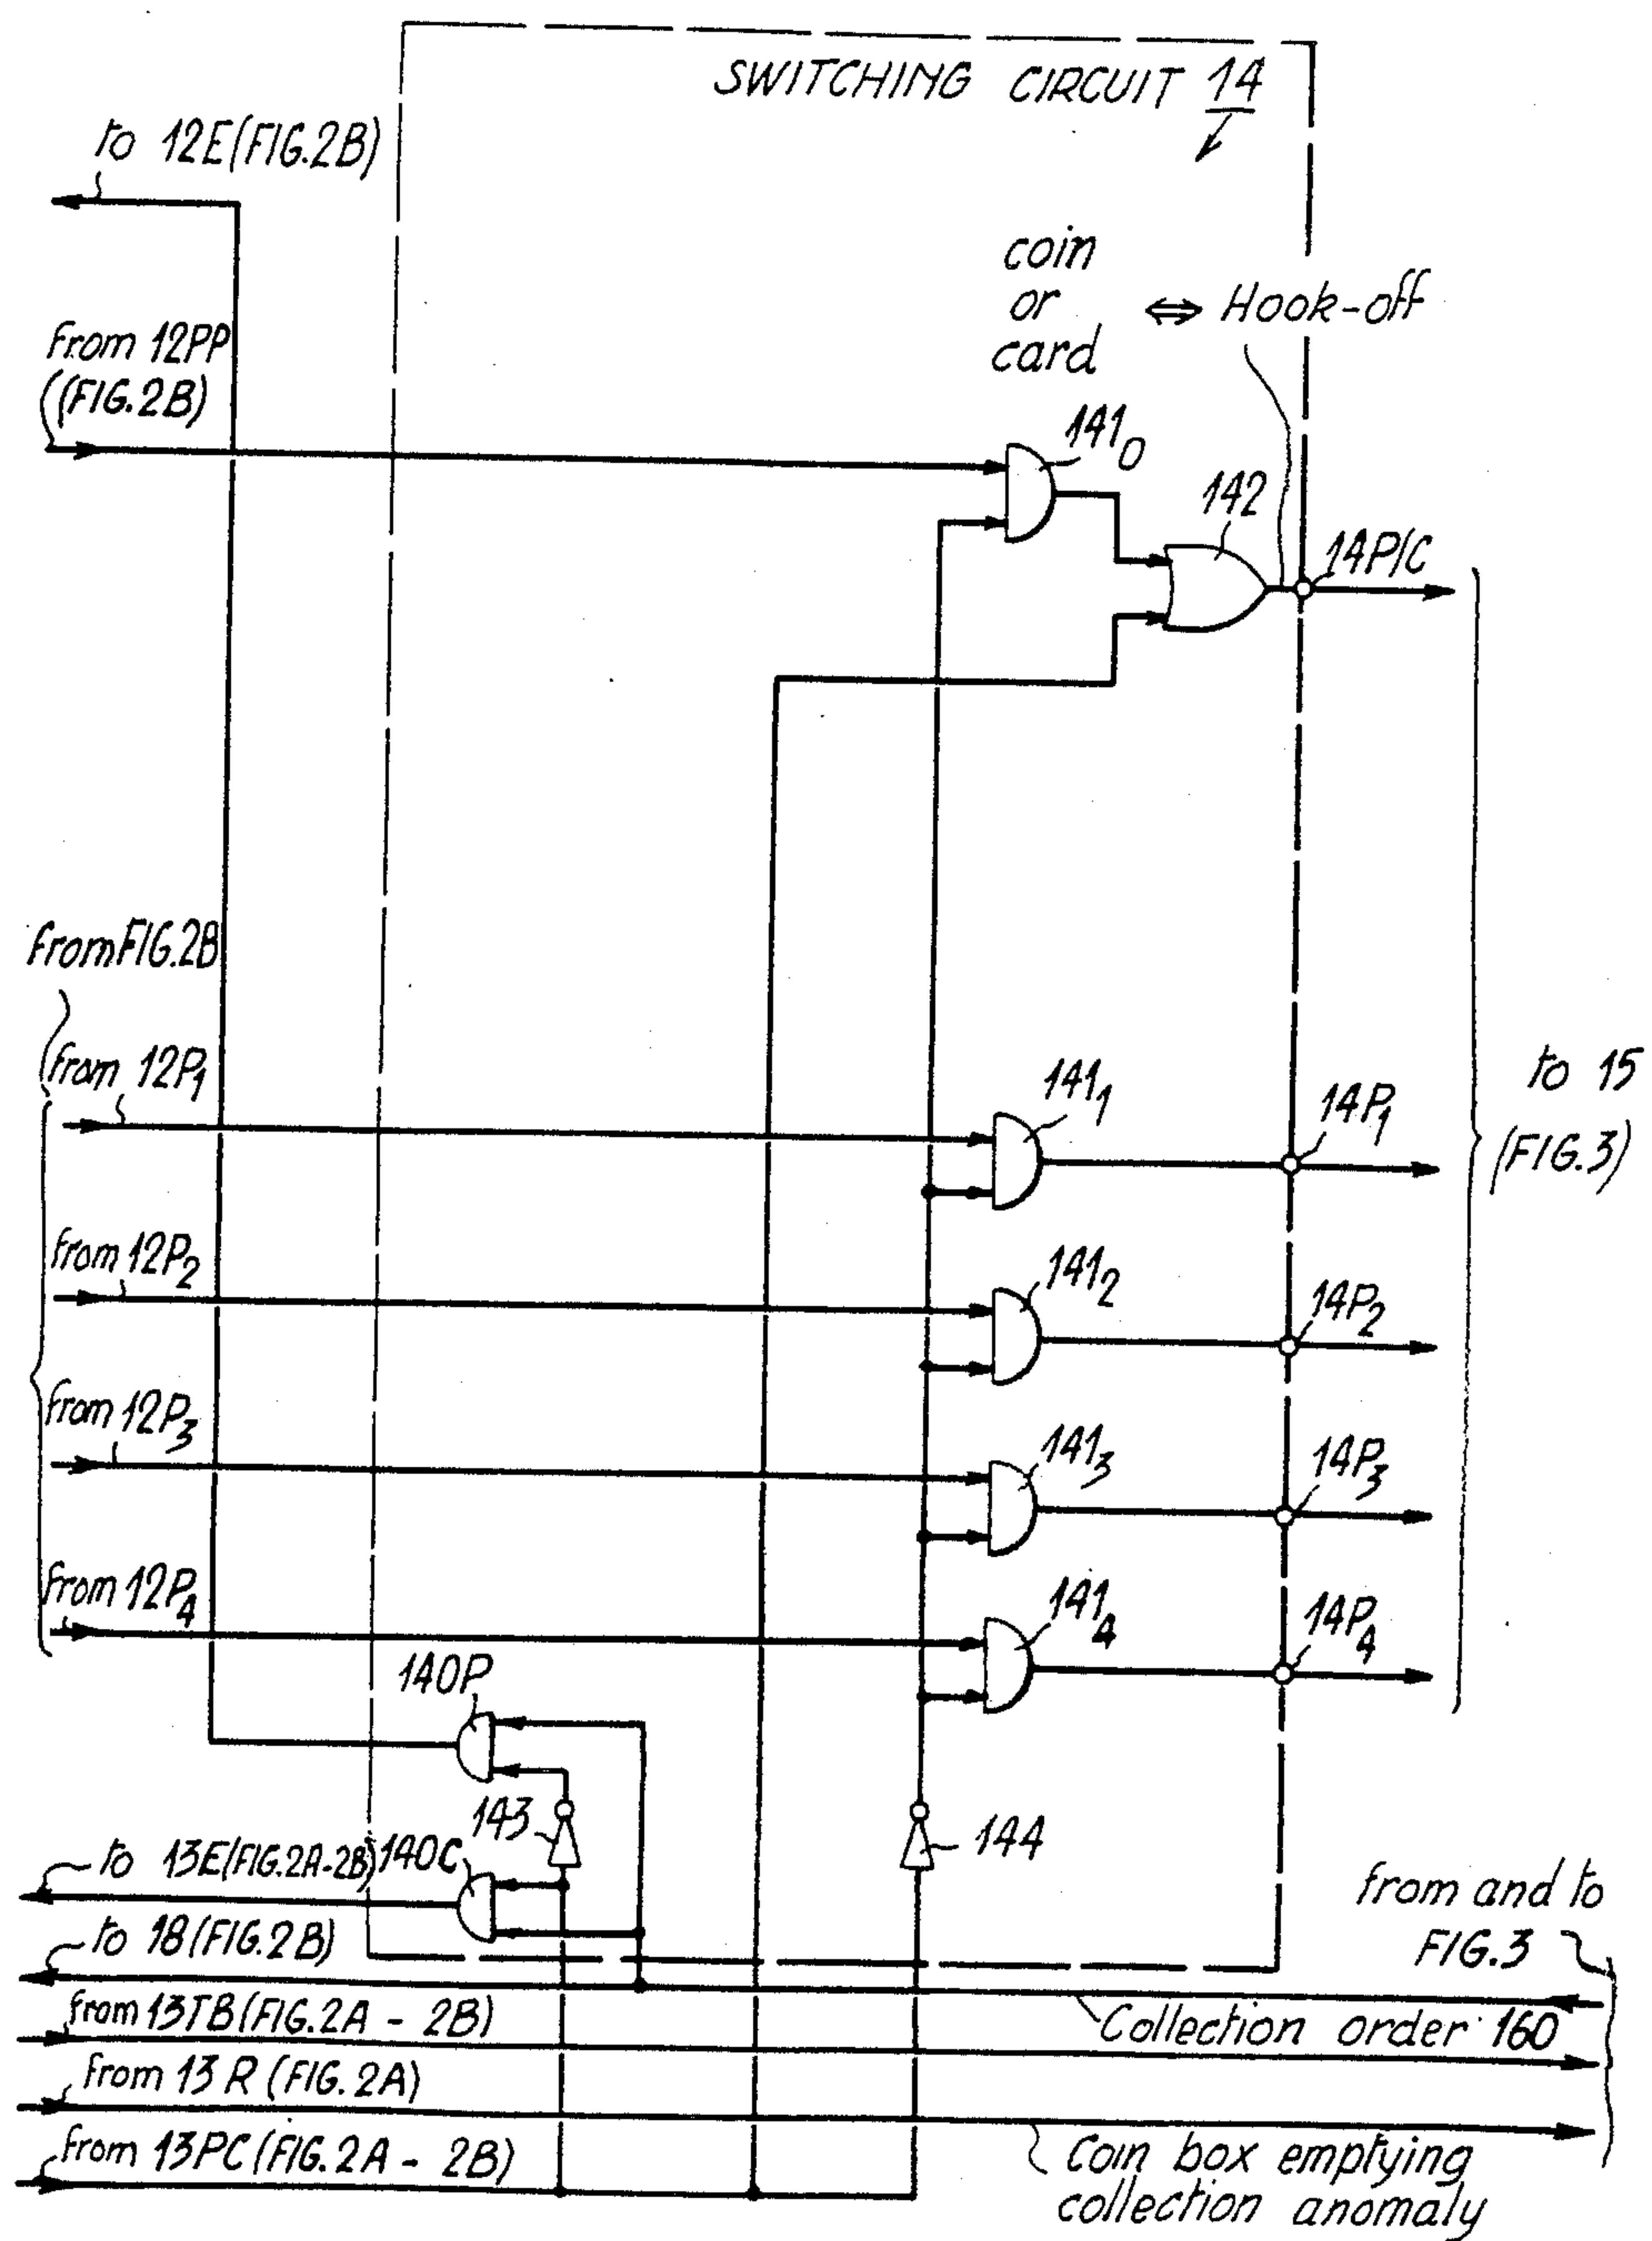 SWITCHING CIRCUIT 14
to 12E (FIG.2B)
coin
or
card
⇔ Hook-off
from 12PP
(FIG.2B)
141₀
142
14P/C
from FIG.2B
from 12P₁
141₁
14P₁
to 15
(FIG.3)
from 12P₂
141₂
14P₂
from 12P₃
141₃
14P₃
from 12P₄
141₄
14P₄
140P
143
144
to 13E (FIG.2A-2B)
140C
from and to
FIG.3
to 18 (FIG.2B)
Collection order 160
from 13TB (FIG.2A - 2B)
from 13R (FIG.2A)
from 13PC (FIG.2A - 2B)
Coin box emptying
collection anomaly